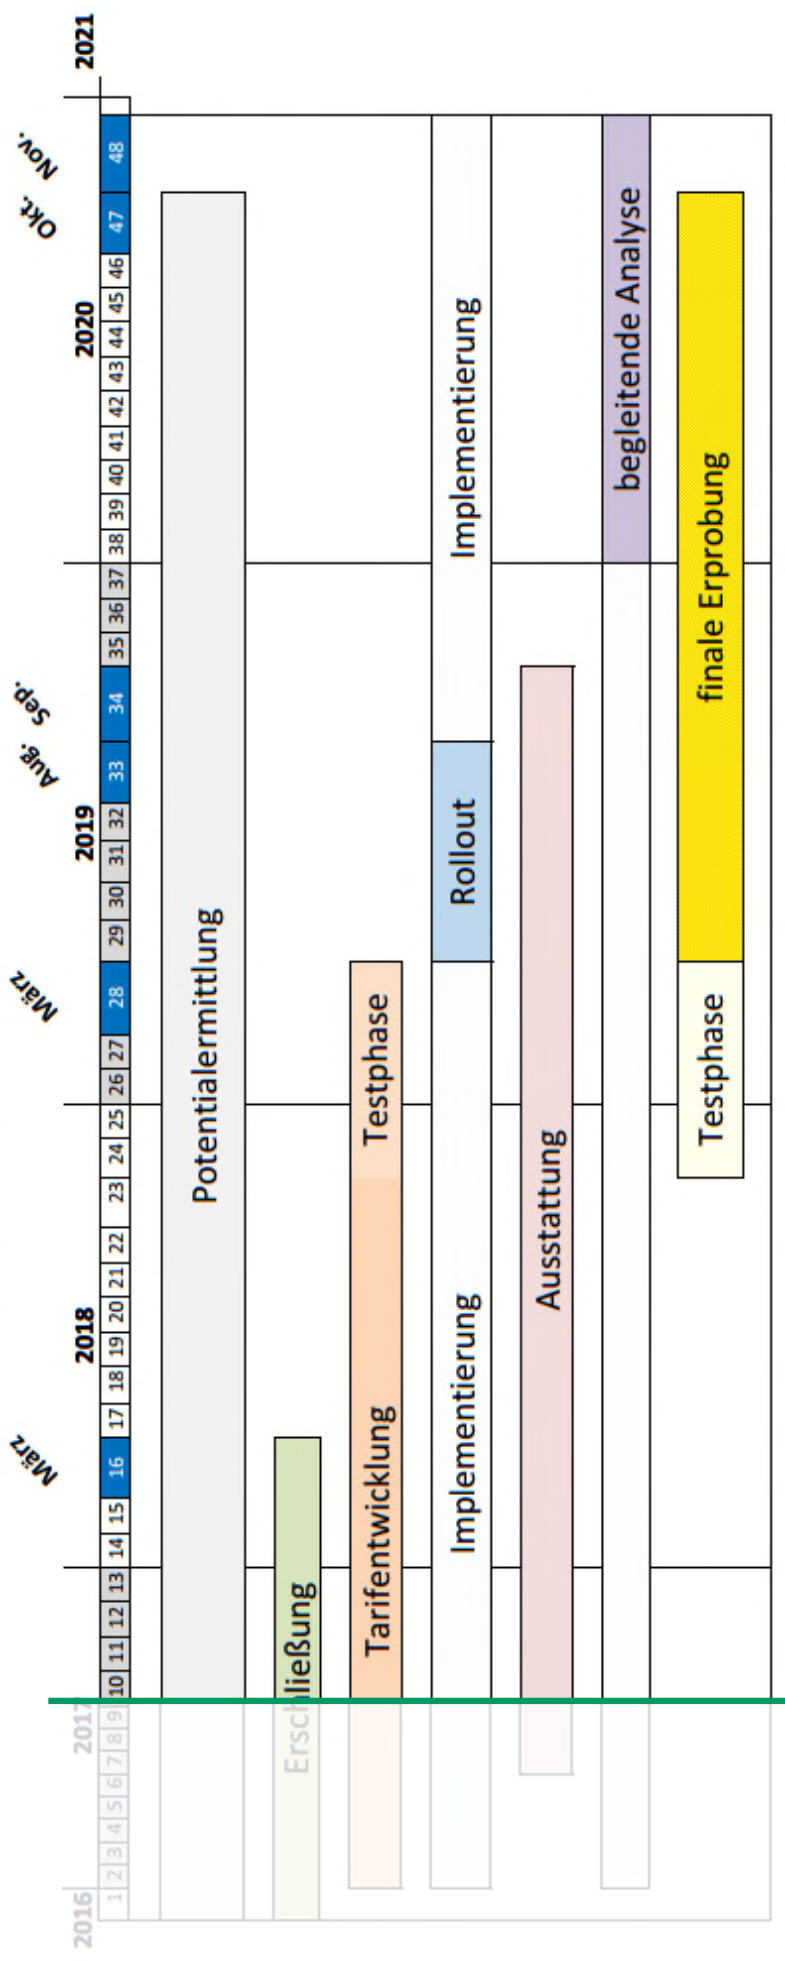 2016 2017 2018 2019 2020 2021
März März Aug. Sep. Okt. Nov.
1 2 3 4 5 6 7 8 9 10 11 12 13 14 15 16 17 18 19 20 21 22 23 24 25 26 27 28 29 30 31 32 33 34 35 36 37 38 39 40 41 42 43 44 45 46 47 48
Potentialermittlung
Erschließung
Tarifentwicklung Testphase
Implementierung Rollout Implementierung
Ausstattung
begleitende Analyse
Testphase finale Erprobung